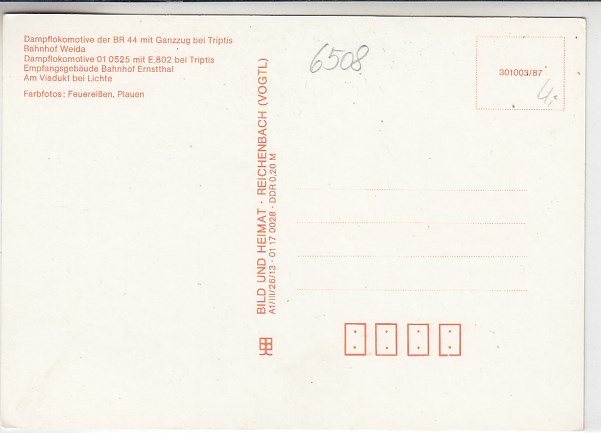 Dampflokomotive der BR 44 mit Ganzzug bei Triptis
Bahnhof Weida
Dampflokomotive 01 0525 mit E 802 bei Triptis
Empfangsgebäude Bahnhof Ernstthal
Am Viadukt bei Lichte
Farbfotos: Feuereißen, Plauen
6508
301003/87
4,-
BILD UND HEIMAT · REICHENBACH (VOGTL)
A1/III/26/13 · 01 17 0028 · DDR 0,20 M